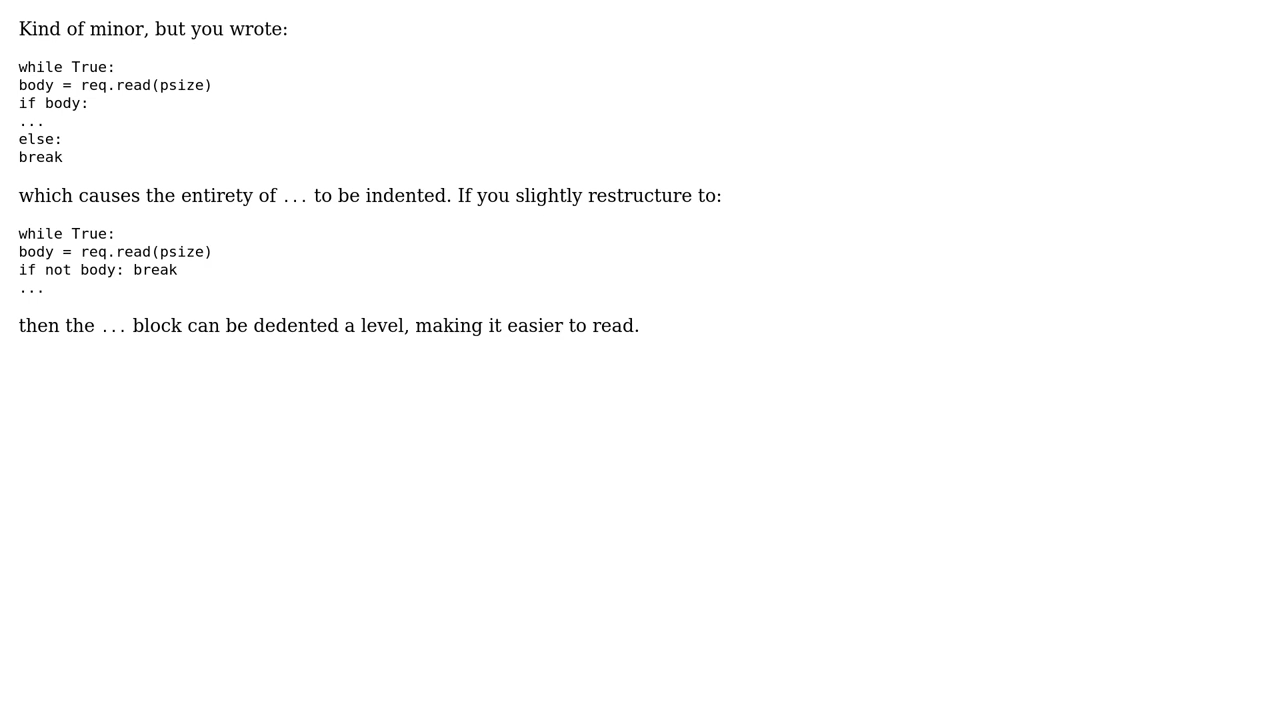 Kind of minor, but you wrote:
while True:
body = req.read(psize)
if body:
...
else:
break
which causes the entirety of ... to be indented. If you slightly restructure to:
while True:
body = req.read(psize)
if not body: break
...
then the ... block can be dedented a level, making it easier to read.